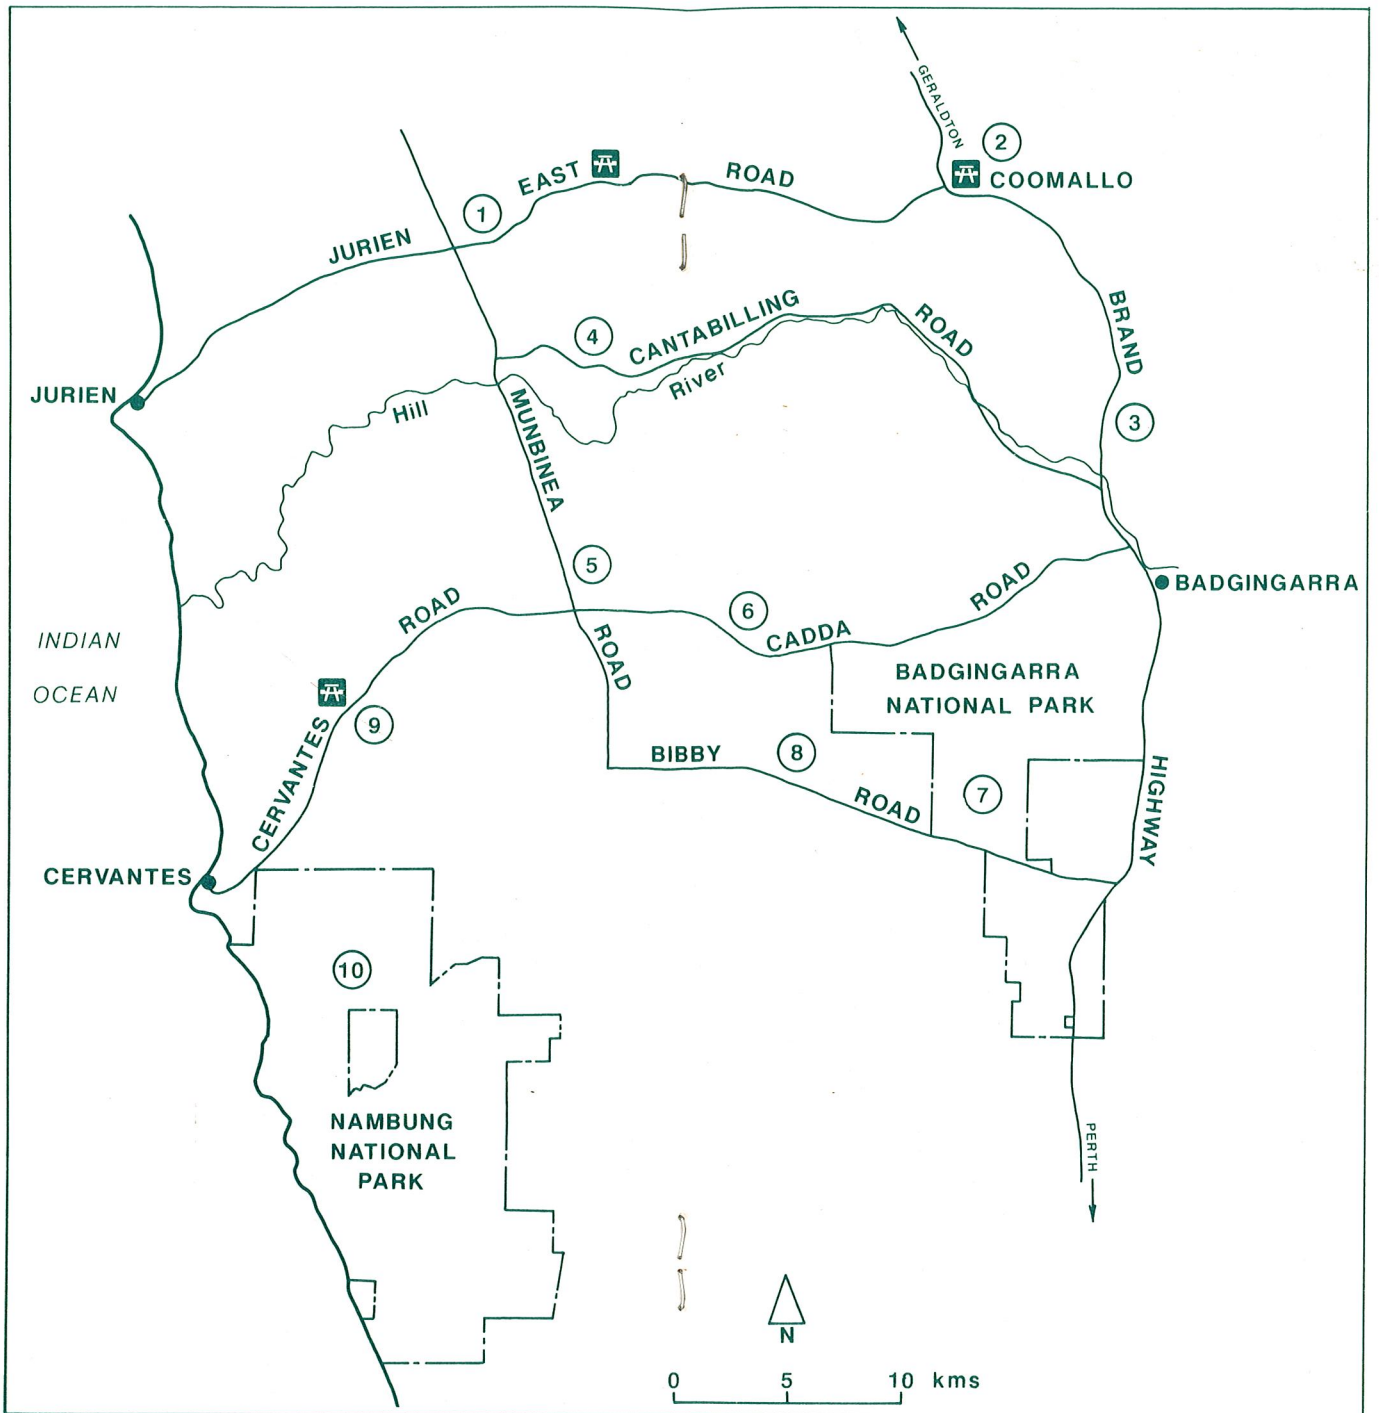 GERALDTON
2
COOMALLO
EAST
ROAD
1
JURIEN
BRAND
4
CANTABILLING
ROAD
River
JURIEN
Hill
MUNBINEA
3
5
BADGINGARRA
ROAD
6
ROAD
CADDA
ROAD
INDIAN
OCEAN
BADGINGARRA
NATIONAL PARK
9
CERVANTES
BIBBY
8
ROAD
7
HIGHWAY
CERVANTES
10
NAMBUNG
NATIONAL
PARK
PERTH
N
0 5 10 kms